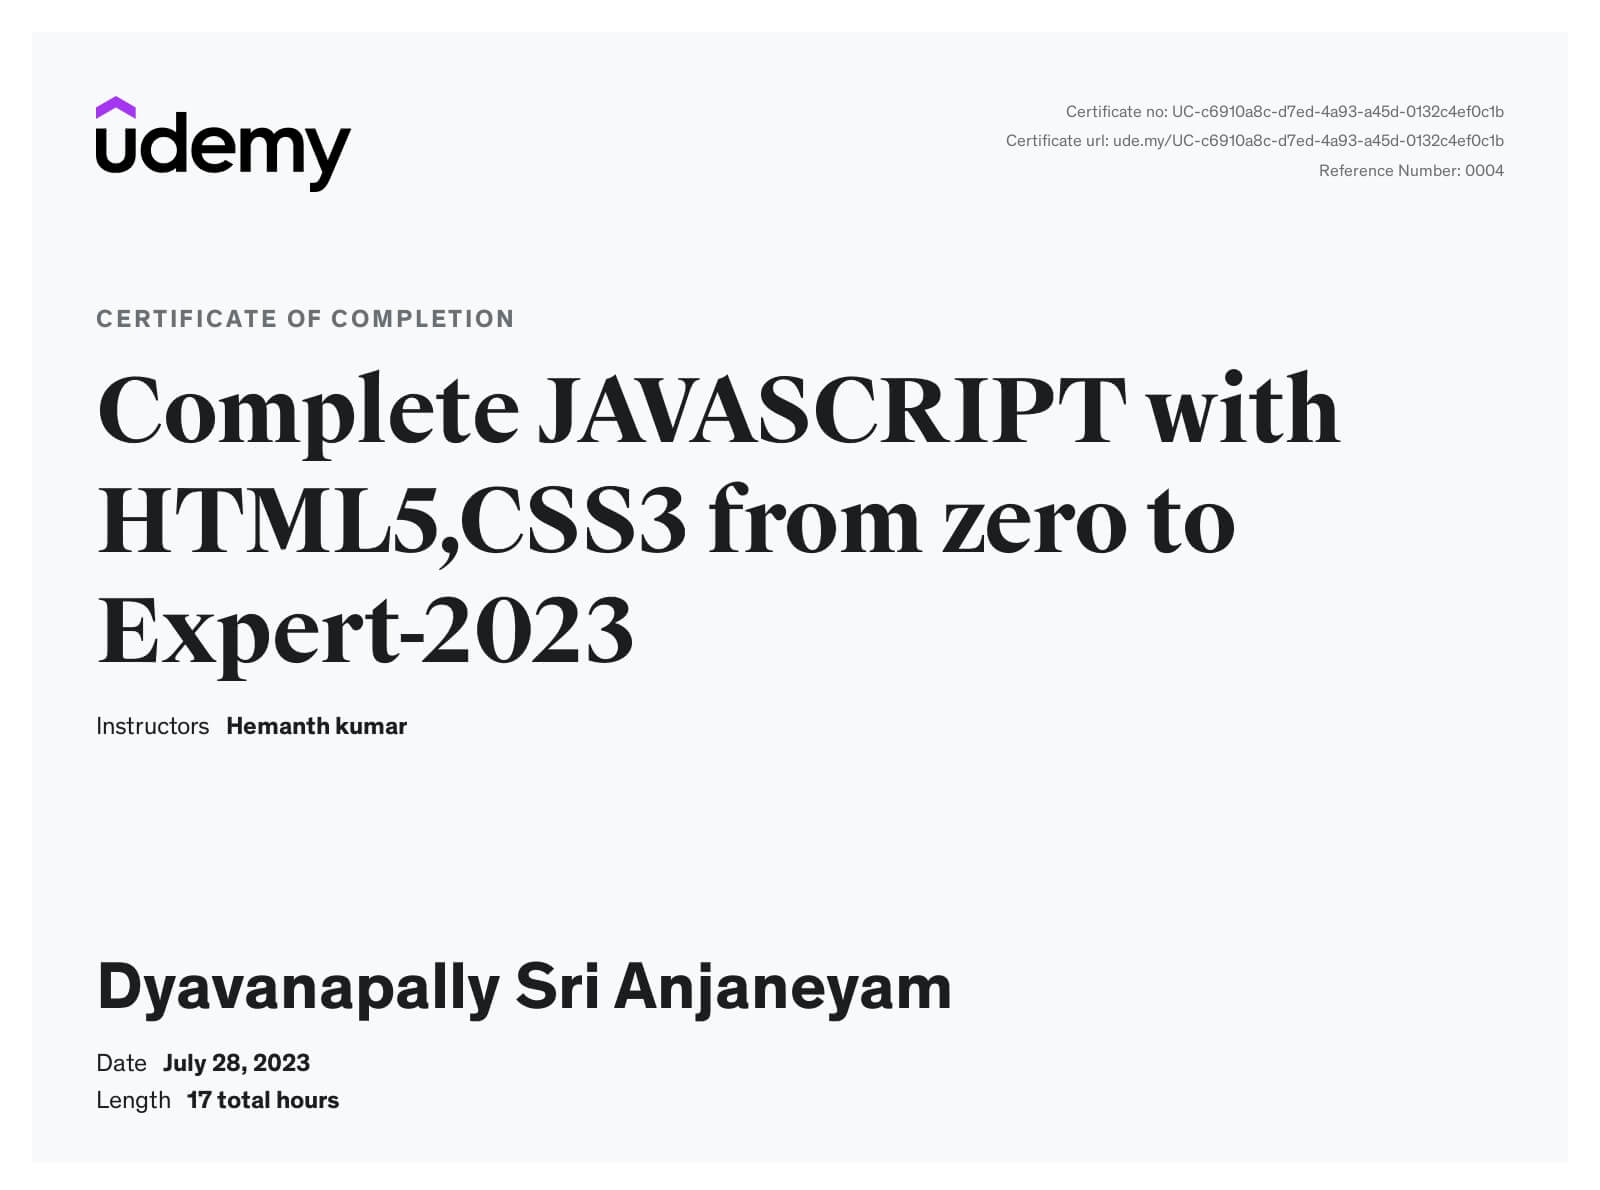 udemy
Certificate no: UC-c6910a8c-d7ed-4a93-a45d-0132c4ef0c1b
Certificate url: ude.my/UC-c6910a8c-d7ed-4a93-a45d-0132c4ef0c1b
Reference Number: 0004
CERTIFICATE OF COMPLETION
Complete JAVASCRIPT with
HTML5,CSS3 from zero to
Expert-2023
Instructors Hemanth kumar
Dyavanapally Sri Anjaneyam
Date July 28, 2023
Length 17 total hours